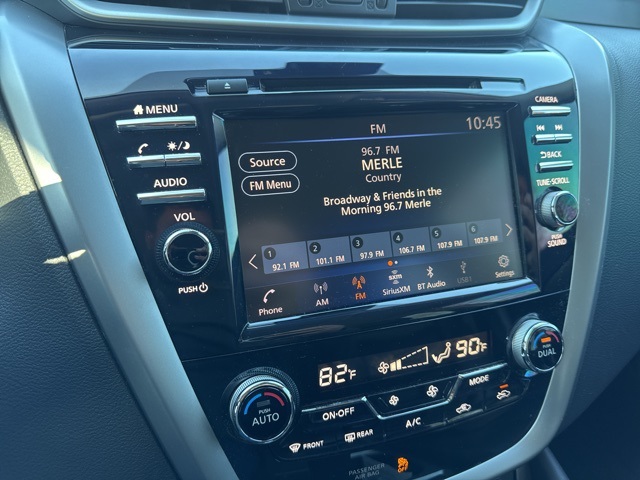 MENU
CAMERA
FM
10:45
96.7 FM
MERLE
Country
Source
FM Menu
Broadway & Friends in the
Morning 96.7 Merle
BACK
AUDIO
TUNE·SCROLL
VOL
PUSH
PUSH
SOUND
1 2 3 4 5 6
92.1 FM 101.1 FM 97.9 FM 106.7 FM 107.9 FM 107.9 FM
Phone
AM
FM
sxm
SiriusXM
BT Audio
USB1
Settings
82°F
90°F
PUSH
AUTO
PUSH
DUAL
ON·OFF
MODE
FRONT
REAR
A/C
PASSENGER
AIR BAG
OFF